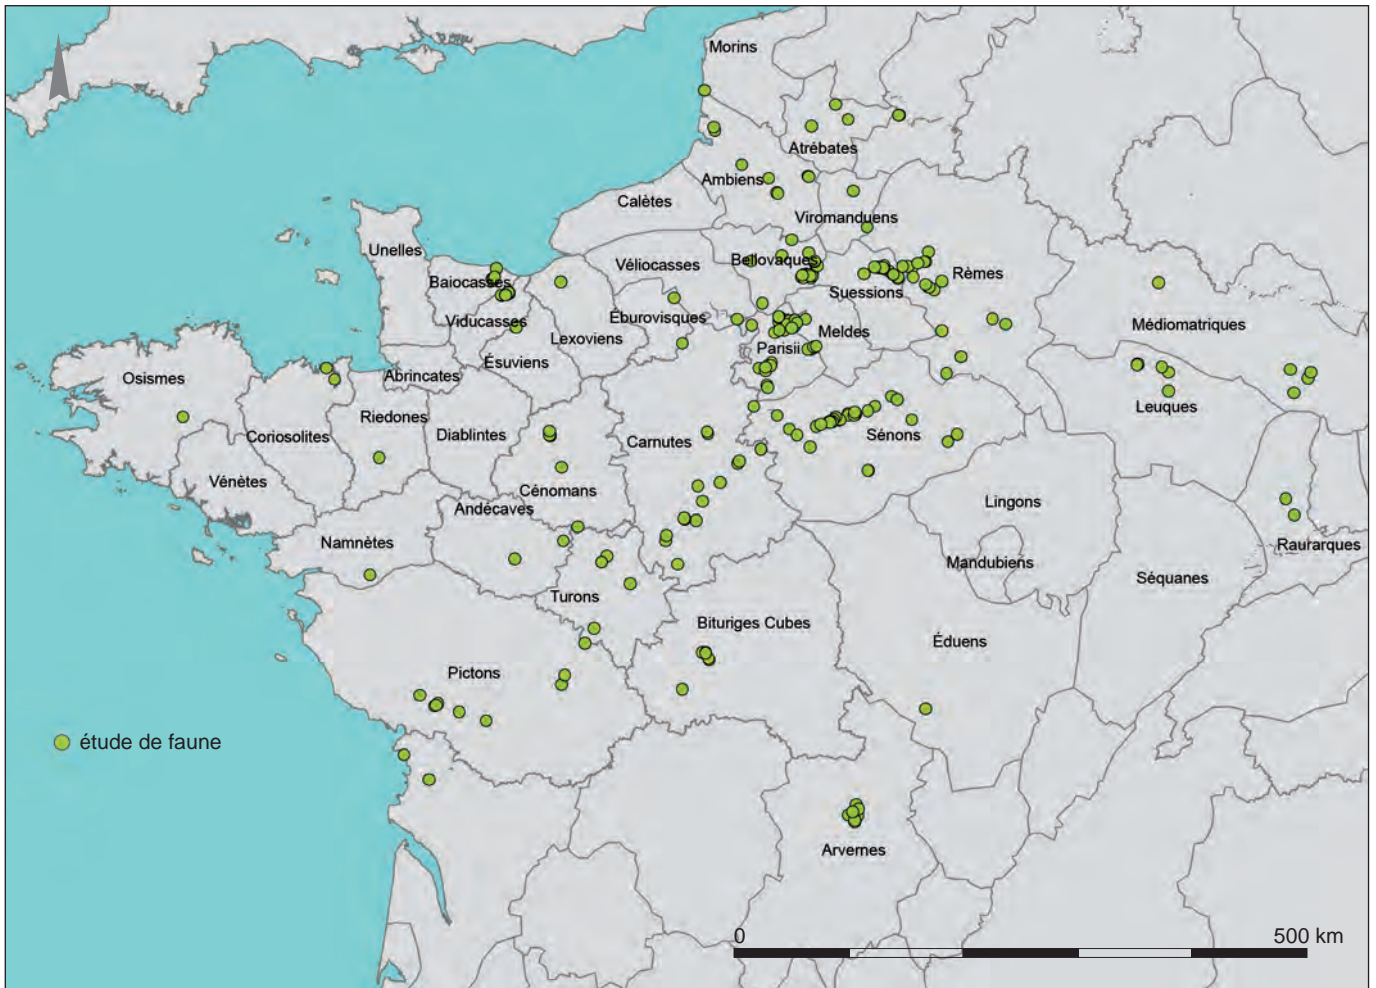 Morins
Atrébates
Ambiens
Calètes
Viromanduens
Unelles
Bellovaques
Véliocasses
Rèmes
Baiocasses
Suessions
Viducasses
Éburovisques
Médiomatriques
Lexoviens
Meldes
Parisii
Ésuviens
Osismes
Abrincates
Leuques
Riedones
Coriosolites
Diablintes
Carnutes
Sénons
Vénètes
Cénomans
Lingons
Andécaves
Namnètes
Raurarques
Mandubiens
Séquanes
Turons
Bituriges Cubes
Éduens
Pictons
étude de faune
Arvernes
0
500 km